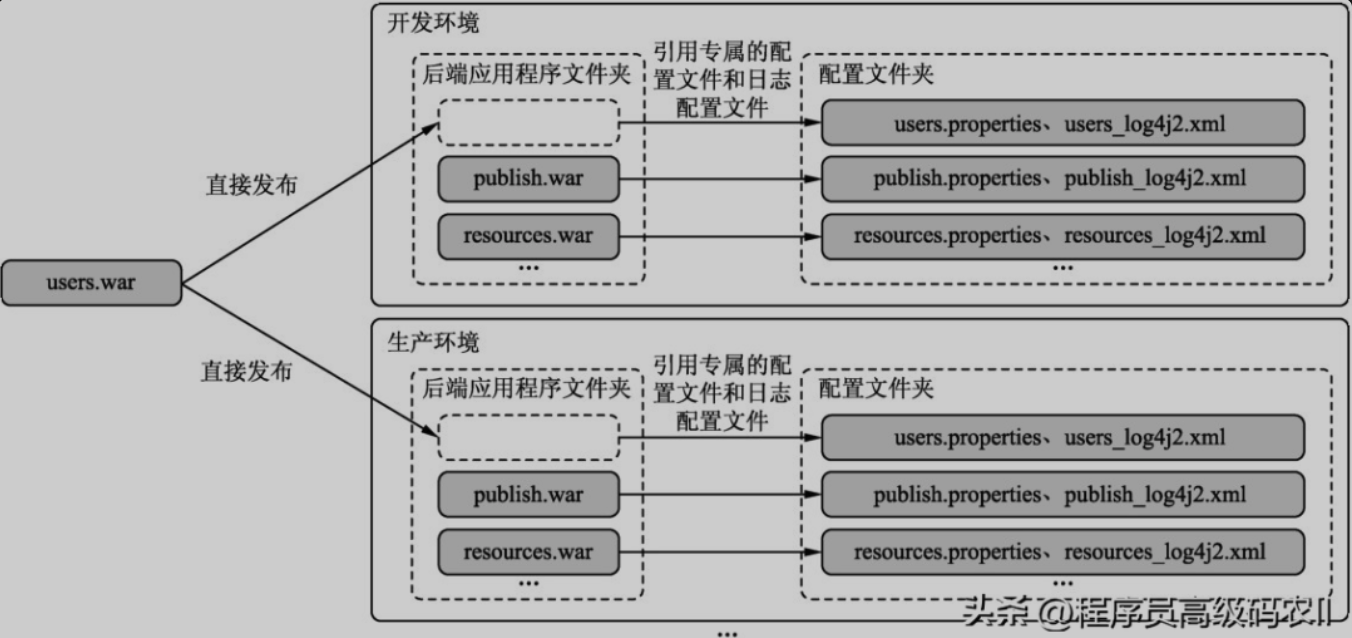 开发环境
后端应用程序文件夹
引用专属的配
置文件和日志
配置文件
配置文件夹
users.properties、users_log4j2.xml
直接发布
publish.war
publish.properties、publish_log4j2.xml
resources.war
resources.properties、resources_log4j2.xml
...
...
users.war
生产环境
直接发布
后端应用程序文件夹
引用专属的配
置文件和日志
配置文件
配置文件夹
users.properties、users_log4j2.xml
publish.war
publish.properties、publish_log4j2.xml
resources.war
resources.properties、resources_log4j2.xml
...
...
头条 @程序员高级码农II
...